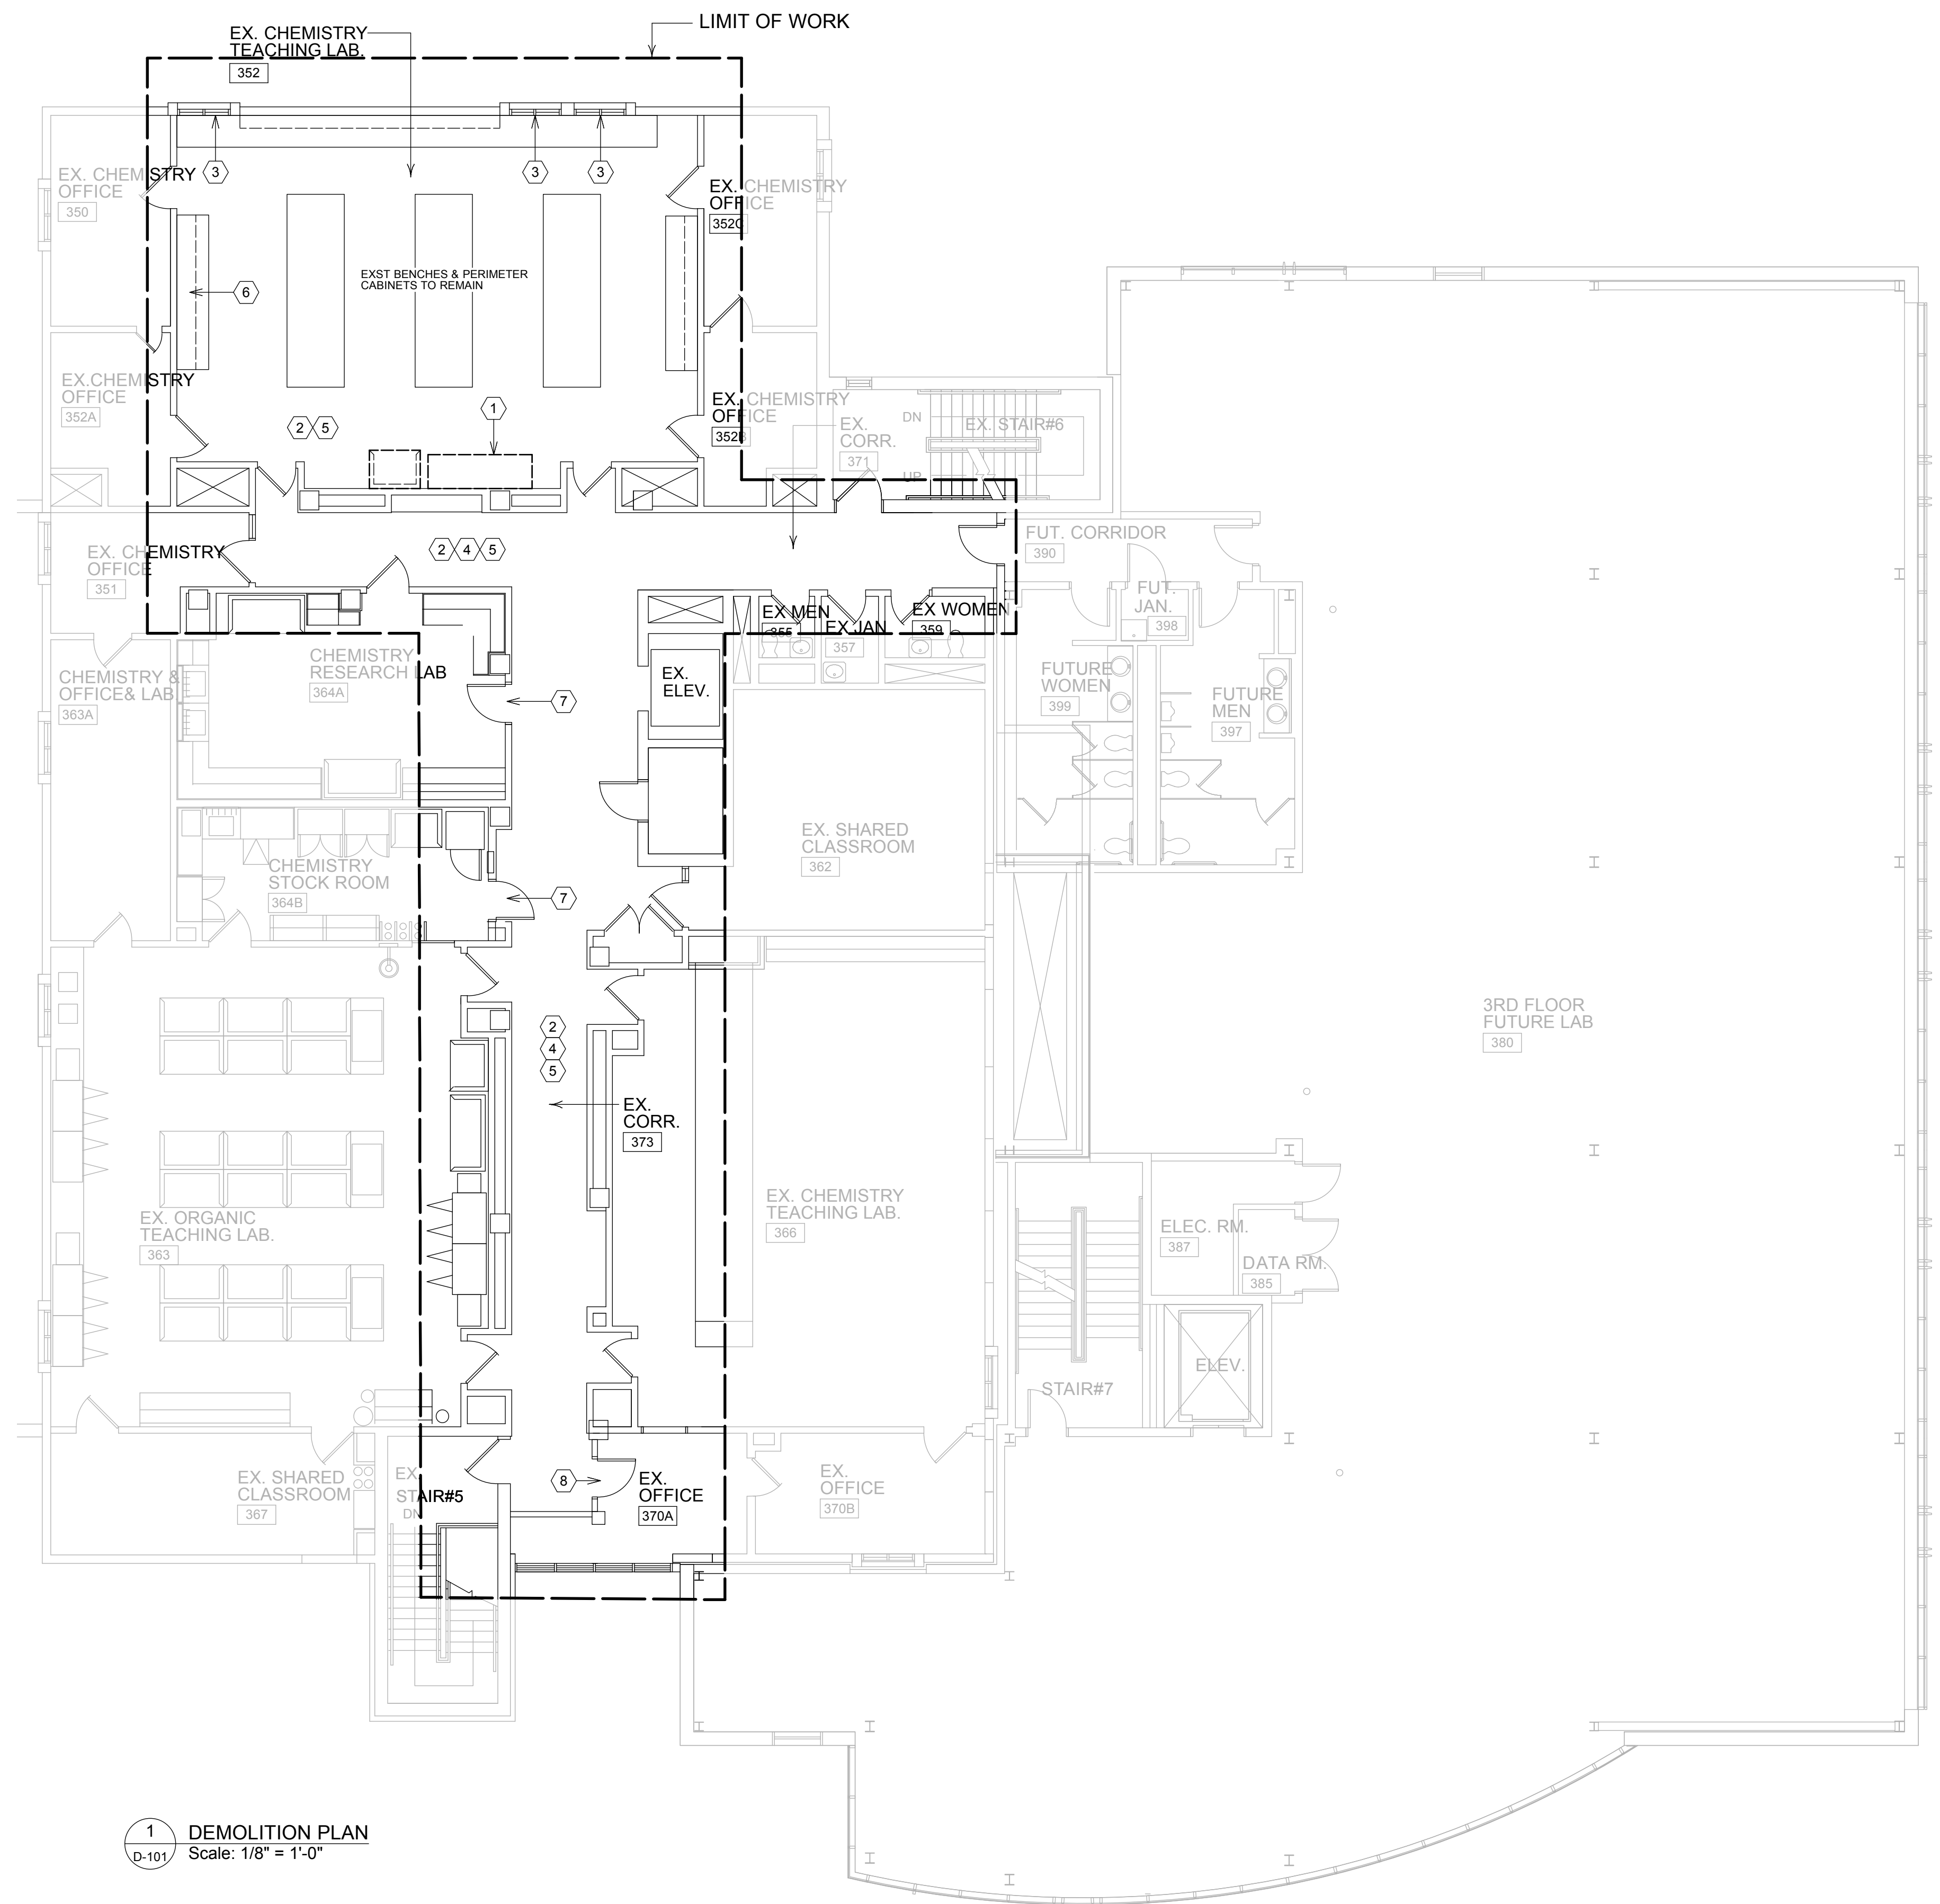 LIMIT OF WORK
EX. CHEMISTRY
TEACHING LAB.
352
3
3
3
EX. CHEMISTRY
OFFICE
350
EX. CHEMISTRY
OFFICE
352C
EXST BENCHES & PERIMETER
CABINETS TO REMAIN
6
EX.CHEMISTRY
OFFICE
352A
1
2
5
EX. CHEMISTRY
OFFICE
352B
EX.
CORR.
371
DN
UP
EX. STAIR#6
EX. CHEMISTRY
OFFICE
351
2
4
5
FUT. CORRIDOR
390
FUT.
JAN.
398
EX MEN
355
EX JAN
357
EX WOMEN
359
CHEMISTRY
RESEARCH LAB
364A
CHEMISTRY &
OFFICE& LAB
363A
7
EX.
ELEV.
FUTURE
WOMEN
399
FUTURE
MEN
397
EX. SHARED
CLASSROOM
362
CHEMISTRY
STOCK ROOM
364B
7
2
4
5
3RD FLOOR
FUTURE LAB
380
EX.
CORR.
373
EX. ORGANIC
TEACHING LAB.
363
EX. CHEMISTRY
TEACHING LAB.
366
ELEC. RM.
387
DATA RM.
385
ELEV.
STAIR#7
EX. SHARED
CLASSROOM
367
EX.
STAIR#5
DN
8
EX.
OFFICE
370A
EX.
OFFICE
370B
1
D-101
DEMOLITION PLAN
Scale: 1/8" = 1'-0"